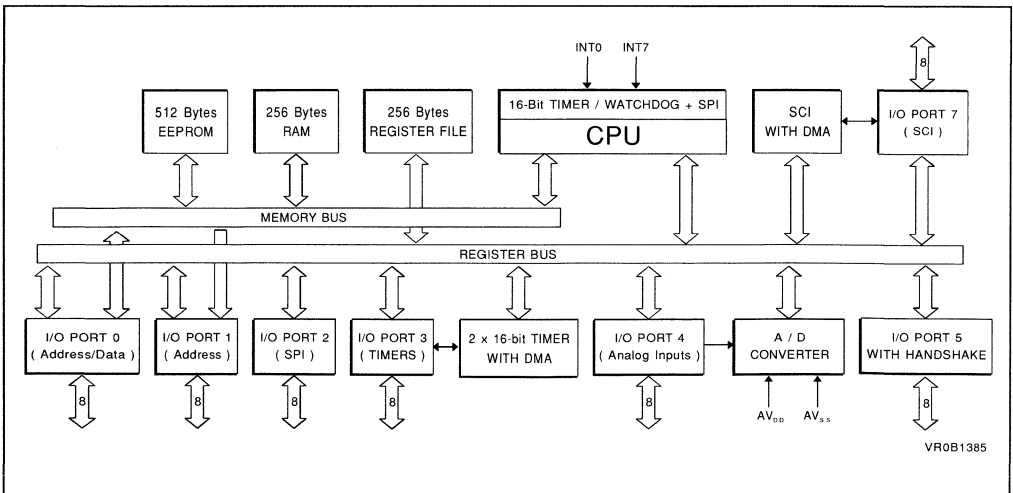 INT0 INT7
8
512 Bytes
EEPROM
256 Bytes
RAM
256 Bytes
REGISTER FILE
16-Bit TIMER / WATCHDOG + SPI
CPU
SCI
WITH DMA
I/O PORT 7
( SCI )
MEMORY BUS
REGISTER BUS
I/O PORT 0
( Address/Data )
I/O PORT 1
( Address )
I/O PORT 2
( SPI )
I/O PORT 3
( TIMERS )
2 x 16-bit TIMER
WITH DMA
I/O PORT 4
( Analog Inputs )
A / D
CONVERTER
I/O PORT 5
WITH HANDSHAKE
8 8 8 8 8 8
AVDD AVSS
VR0B1385